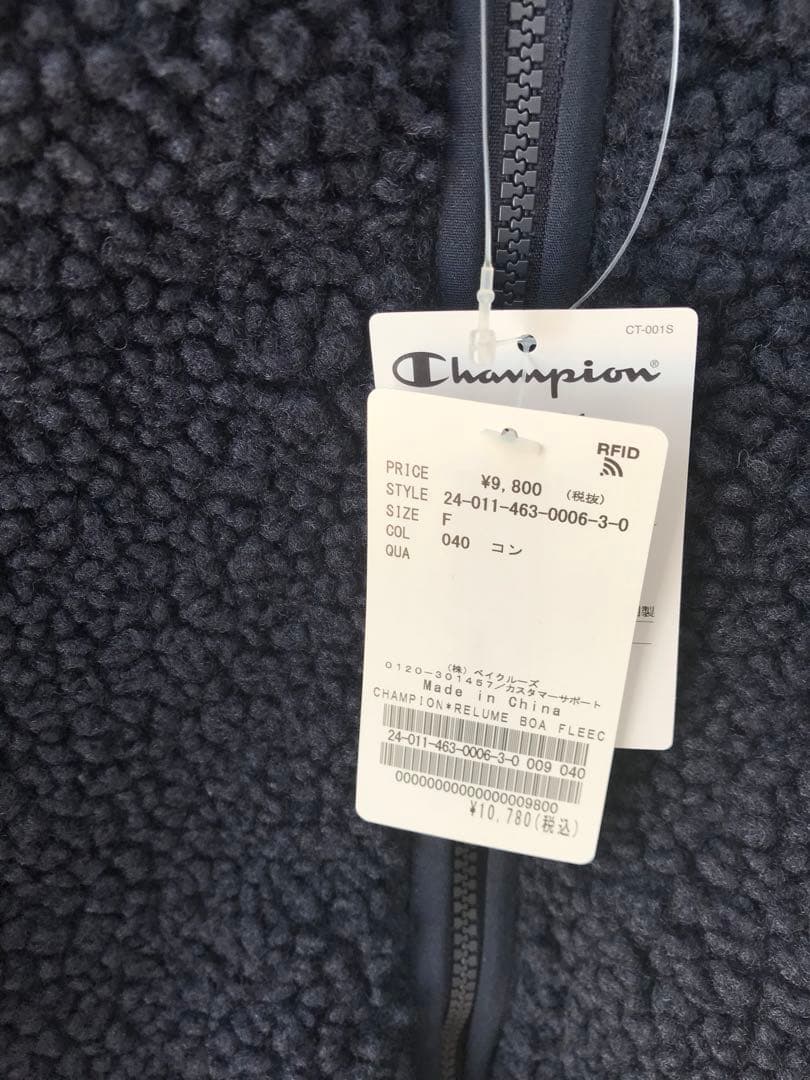 CT-001S
Champion®
RFID
PRICE ¥9,800 (税抜)
STYLE 24-011-463-0006-3-0
SIZE F
COL 040 コン
QUA
製
(株) ベイクルーズ
0120-301457/カスタマーサポート
Made in China
CHAMPION*RELUME BOA FLEEC
24-011-463-0006-3-0 009 040
00000000000000009800
¥10,780(税込)